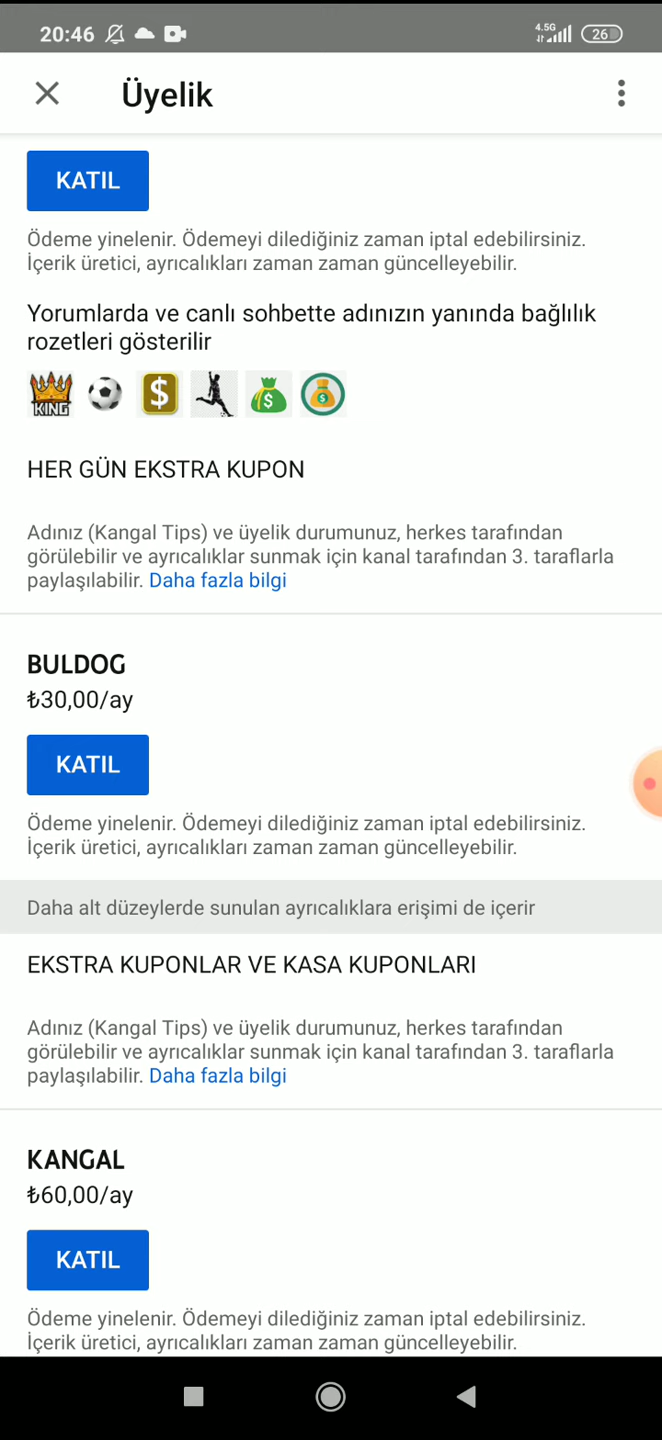 20:46
4.5G
26
Üyelik
KATIL
Ödeme yinelenir. Ödemeyi dilediğiniz zaman iptal edebilirsiniz.
İçerik üretici, ayrıcalıkları zaman zaman güncelleyebilir.
Yorumlarda ve canlı sohbette adınızın yanında bağlılık
rozetleri gösterilir
KING
$
$
$
HER GÜN EKSTRA KUPON
Adınız (Kangal Tips) ve üyelik durumunuz, herkes tarafından
görülebilir ve ayrıcalıklar sunmak için kanal tarafından 3. taraflarla
paylaşılabilir. Daha fazla bilgi
BULDOG
₺30,00/ay
KATIL
Ödeme yinelenir. Ödemeyi dilediğiniz zaman iptal edebilirsiniz.
İçerik üretici, ayrıcalıkları zaman zaman güncelleyebilir.
Daha alt düzeylerde sunulan ayrıcalıklara erişimi de içerir
EKSTRA KUPONLAR VE KASA KUPONLARI
Adınız (Kangal Tips) ve üyelik durumunuz, herkes tarafından
görülebilir ve ayrıcalıklar sunmak için kanal tarafından 3. taraflarla
paylaşılabilir. Daha fazla bilgi
KANGAL
₺60,00/ay
KATIL
Ödeme yinelenir. Ödemeyi dilediğiniz zaman iptal edebilirsiniz.
İçerik üretici, ayrıcalıkları zaman zaman güncelleyebilir.